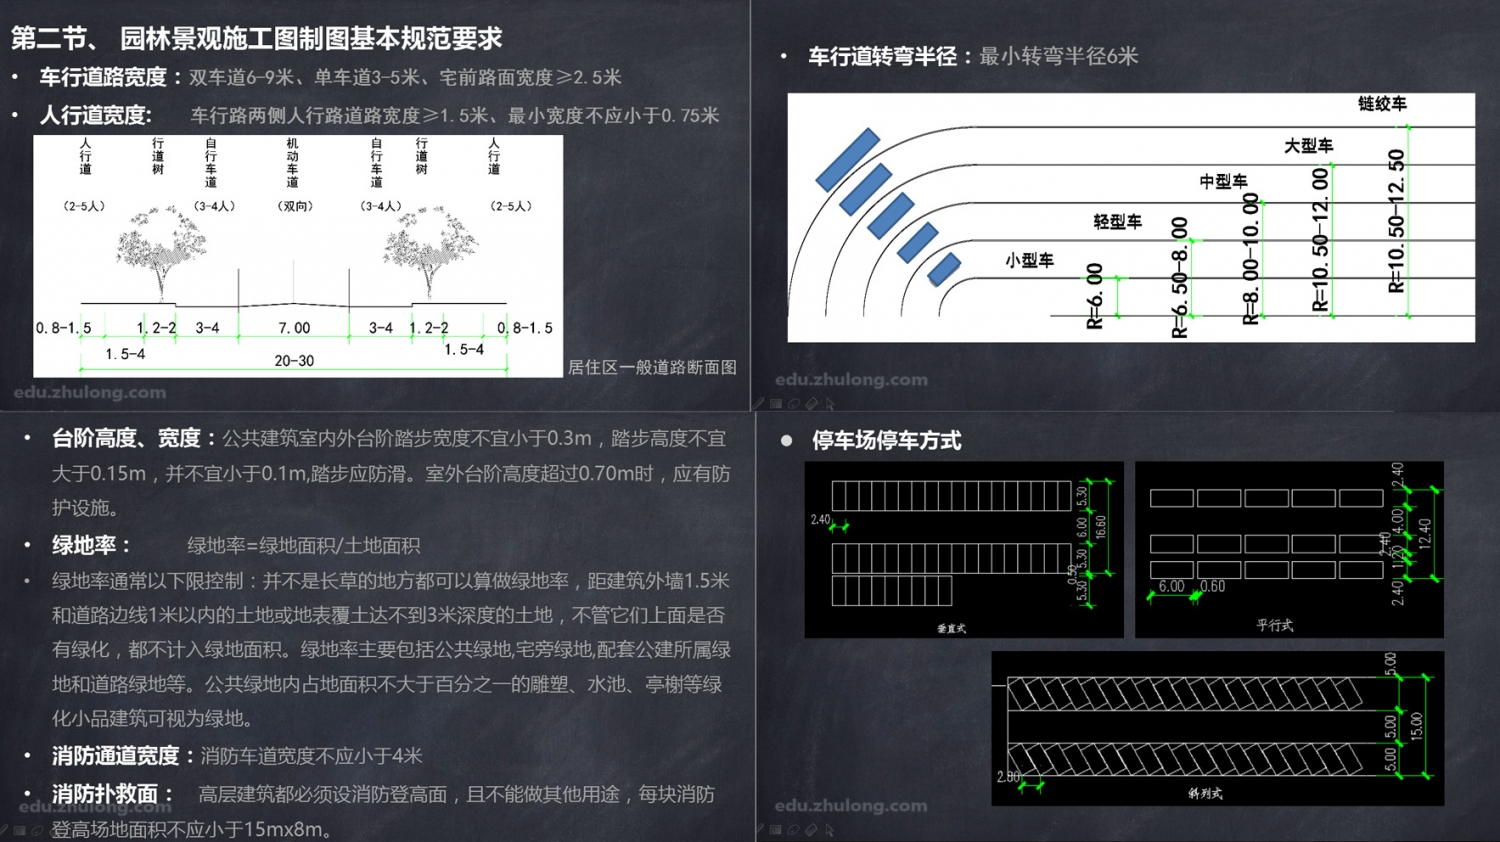 第二节、 园林景观施工图制图基本规范要求
• 车行道路宽度：双车道6-9米、单车道3-5米、宅前路面宽度≥2.5米
• 人行道宽度: 车行路两侧人行路道路宽度≥1.5米、最小宽度不应小于0.75米
人行道 行道树 自行车道 机动车道 自行车道 行道树 人行道
(2-5人) (3-4人) (双向) (3-4人) (2-5人)
0.8-1.5 1.2-2 3-4 7.00 3-4 1.2-2 0.8-1.5
1.5-4 1.5-4
20-30
居住区一般道路断面图
edu.zhulong.com
• 车行道转弯半径：最小转弯半径6米
链绞车
大型车
中型车
轻型车
小型车
R=6.00
R=6.50-8.00
R=8.00-10.00
R=10.50-12.00
R=10.50-12.50
edu.zhulong.com
• 台阶高度、宽度：公共建筑室内外台阶踏步宽度不宜小于0.3m，踏步高度不宜
大于0.15m，并不宜小于0.1m,踏步应防滑。室外台阶高度超过0.70m时，应有防
护设施。
• 绿地率： 绿地率=绿地面积/土地面积
• 绿地率通常以下限控制：并不是长草的地方都可以算做绿地率，距建筑外墙1.5米
和道路边线1米以内的土地或地表覆土达不到3米深度的土地，不管它们上面是否
有绿化，都不计入绿地面积。绿地率主要包括公共绿地,宅旁绿地,配套公建所属绿
地和道路绿地等。公共绿地内占地面积不大于百分之一的雕塑、水池、亭榭等绿
化小品建筑可视为绿地。
• 消防通道宽度：消防车道宽度不应小于4米
• 消防扑救面： 高层建筑都必须设消防登高面，且不能做其他用途，每块消防
登高场地面积不应小于15mx8m。
edu.zhulong.com
● 停车场停车方式
2.40
5.30
6.00
16.60
5.30
0.50
5.30
垂直式
2.40
4.00
12.40
2.40
1.20
2.40
6.00 0.60
平行式
5.00
5.00
15.00
5.00
2.80
斜列式
edu.zhulong.com